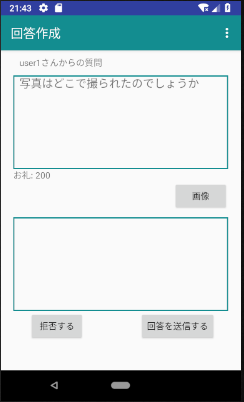 21:43
回答作成
user1さんからの質問
写真はどこで撮られたのでしょうか
お礼: 200
画像
拒否する
回答を送信する